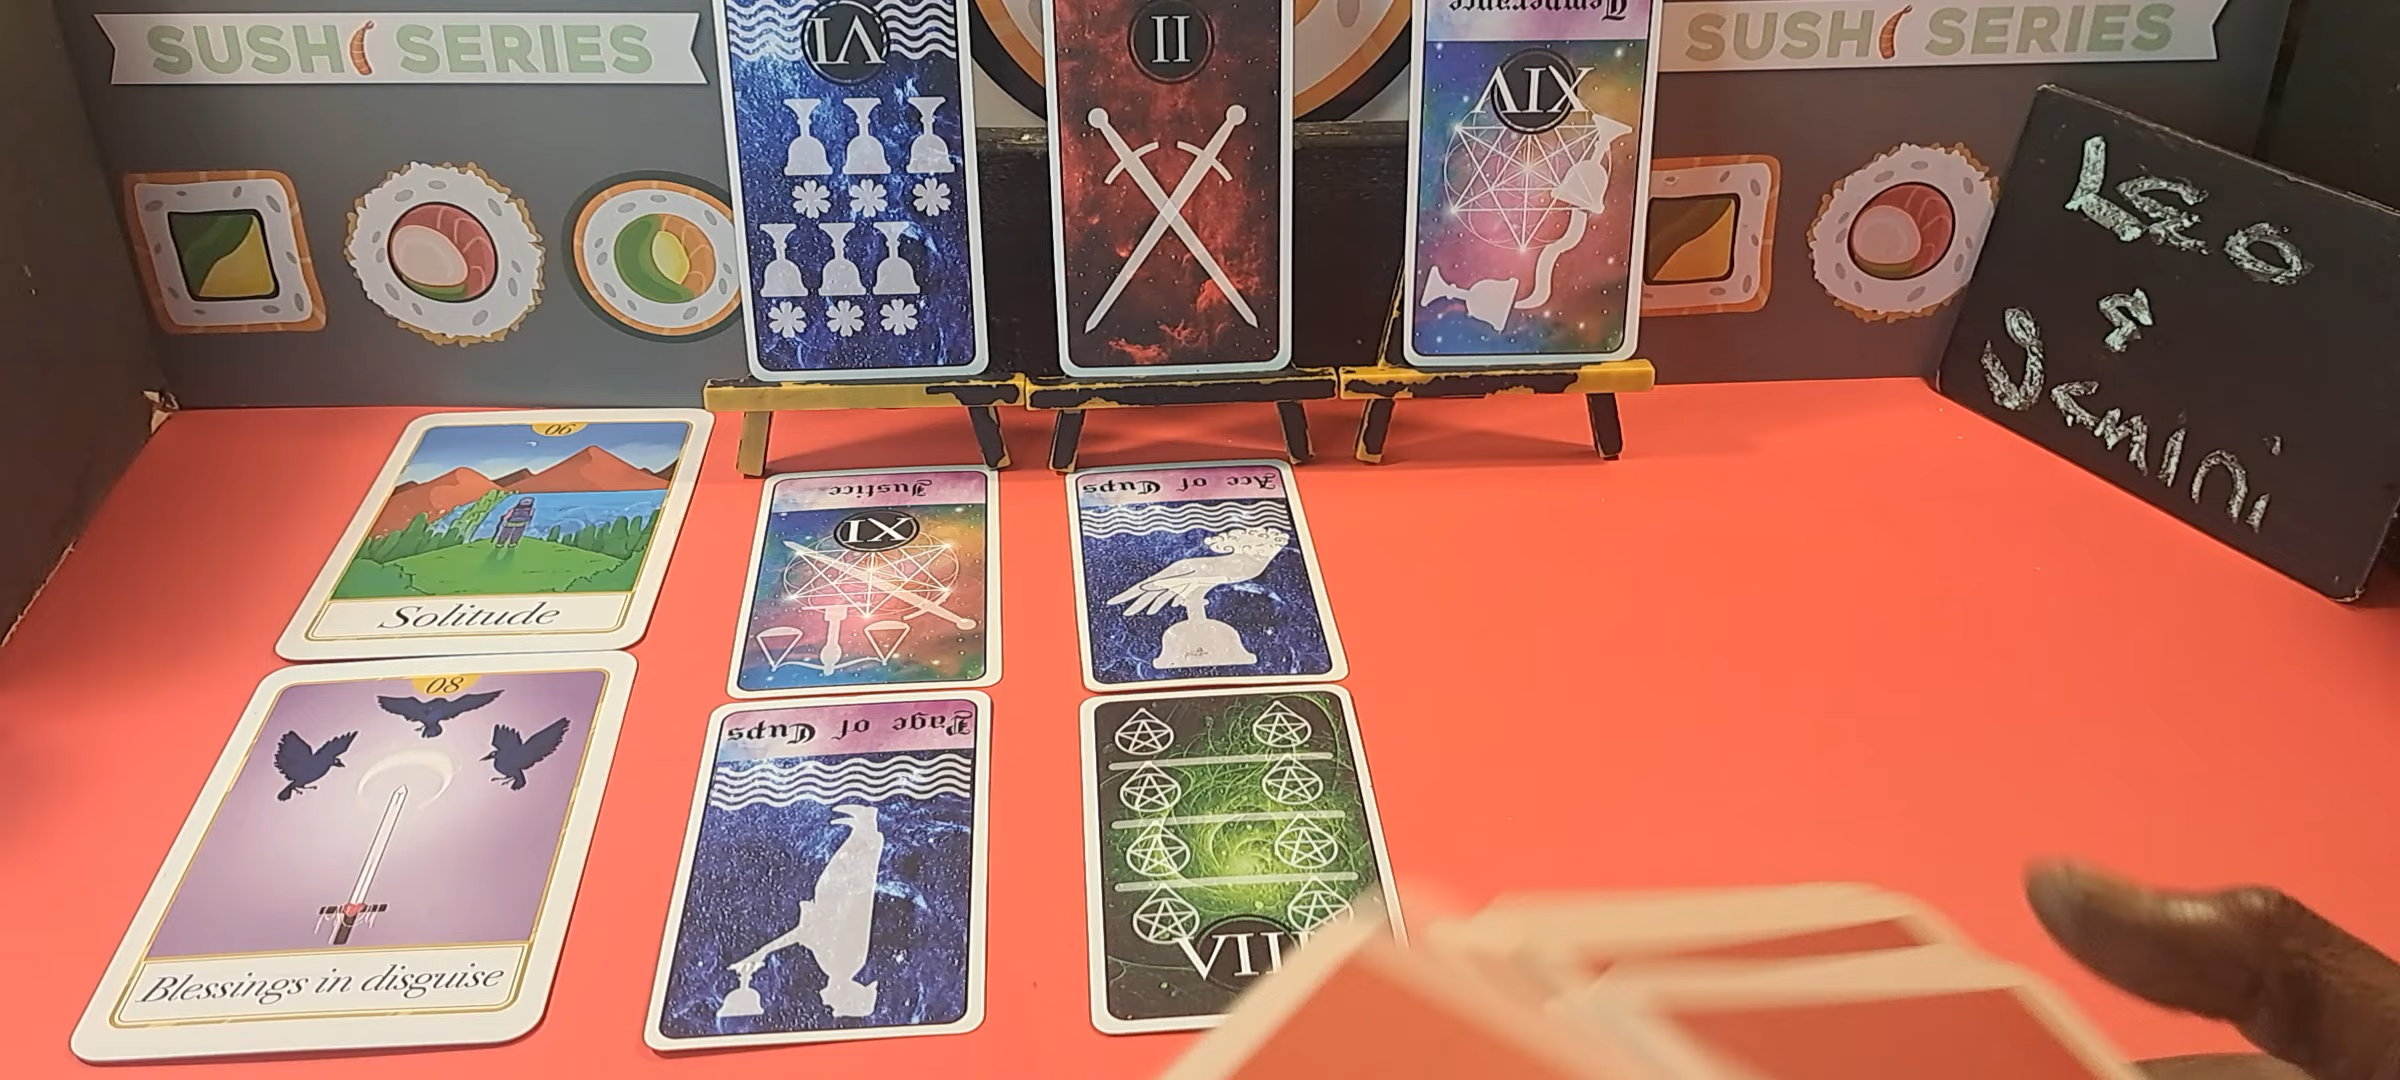 SUSHI SERIES
SUSHI SERIES
VI
II
Temperance
XIV
LEO
&
Gemini
06
Solitude
Justice
XI
Ace of Cups
08
Blessings in disguise
Page of Cups
VIII